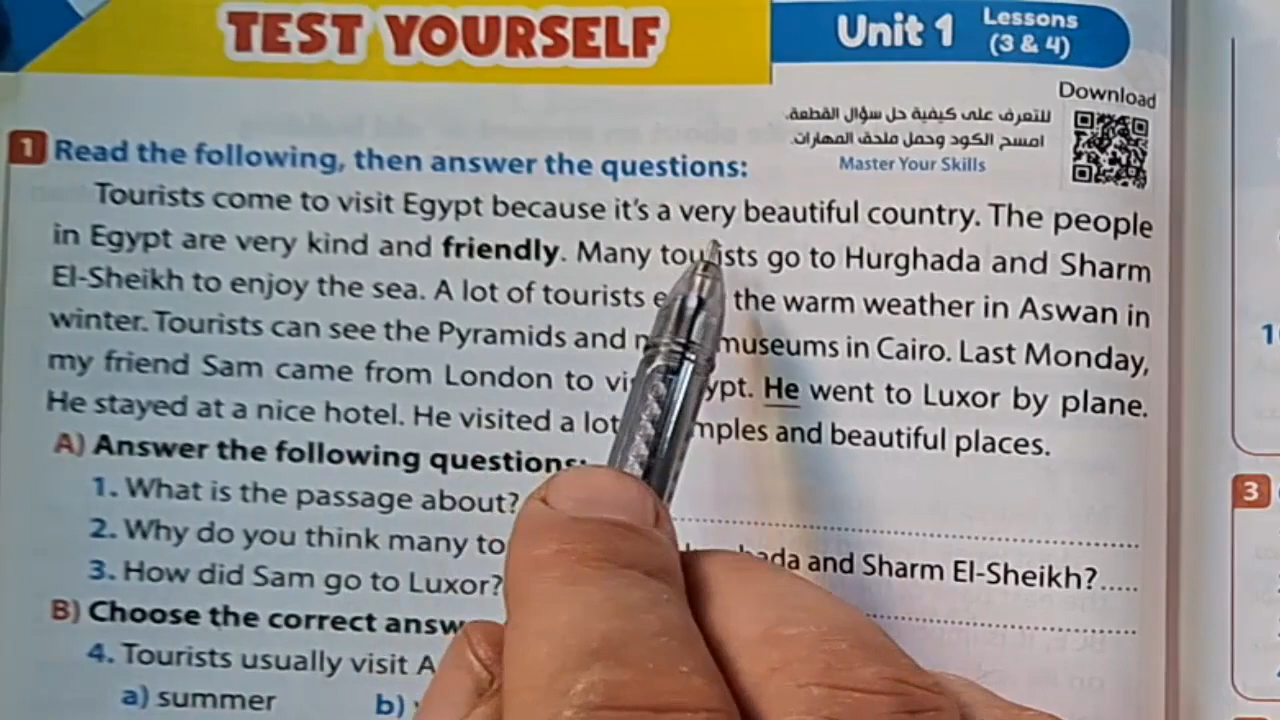 TEST YOURSELF
Unit 1 Lessons
(3 & 4)
Download
للتعرف على كيفية حل سؤال القطعة.
امسح الكود وحمل ملحق المهارات.
Master Your Skills
1 Read the following, then answer the questions:
Tourists come to visit Egypt because it's a very beautiful country. The people
in Egypt are very kind and friendly. Many tourists go to Hurghada and Sharm
El-Sheikh to enjoy the sea. A lot of tourists the warm weather in Aswan in
winter. Tourists can see the Pyramids and museums in Cairo. Last Monday,
my friend Sam came from London to He went to Luxor by plane.
He stayed at a nice hotel. He visited a lot and beautiful places.
A) Answer the following questions:
1. What is the passage about?
2. Why do you think many and Sharm El-Sheikh?.....
3. How did Sam go to Luxor?
B) Choose the correct
4. Tourists usually visit
a) summer b)
1
3